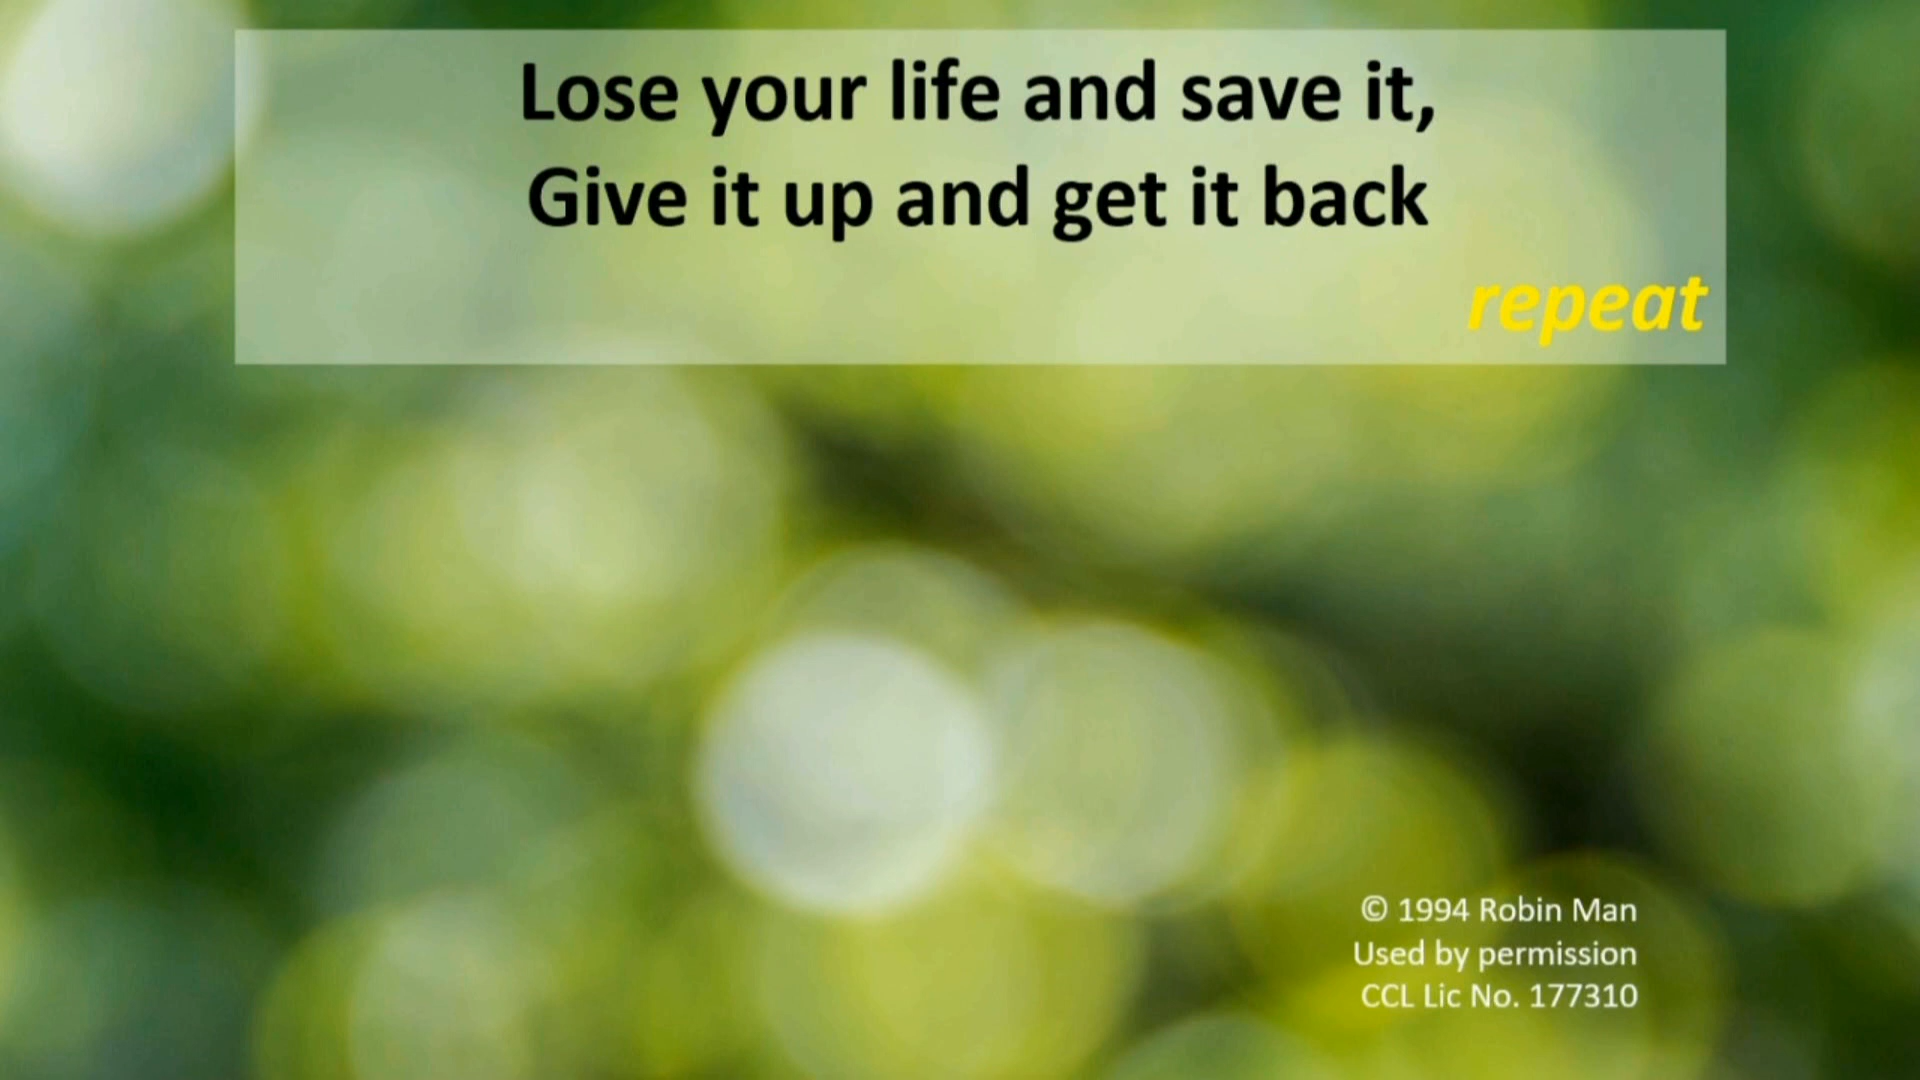 Lose your life and save it,
Give it up and get it back
repeat
© 1994 Robin Man
Used by permission
CCL Lic No. 177310